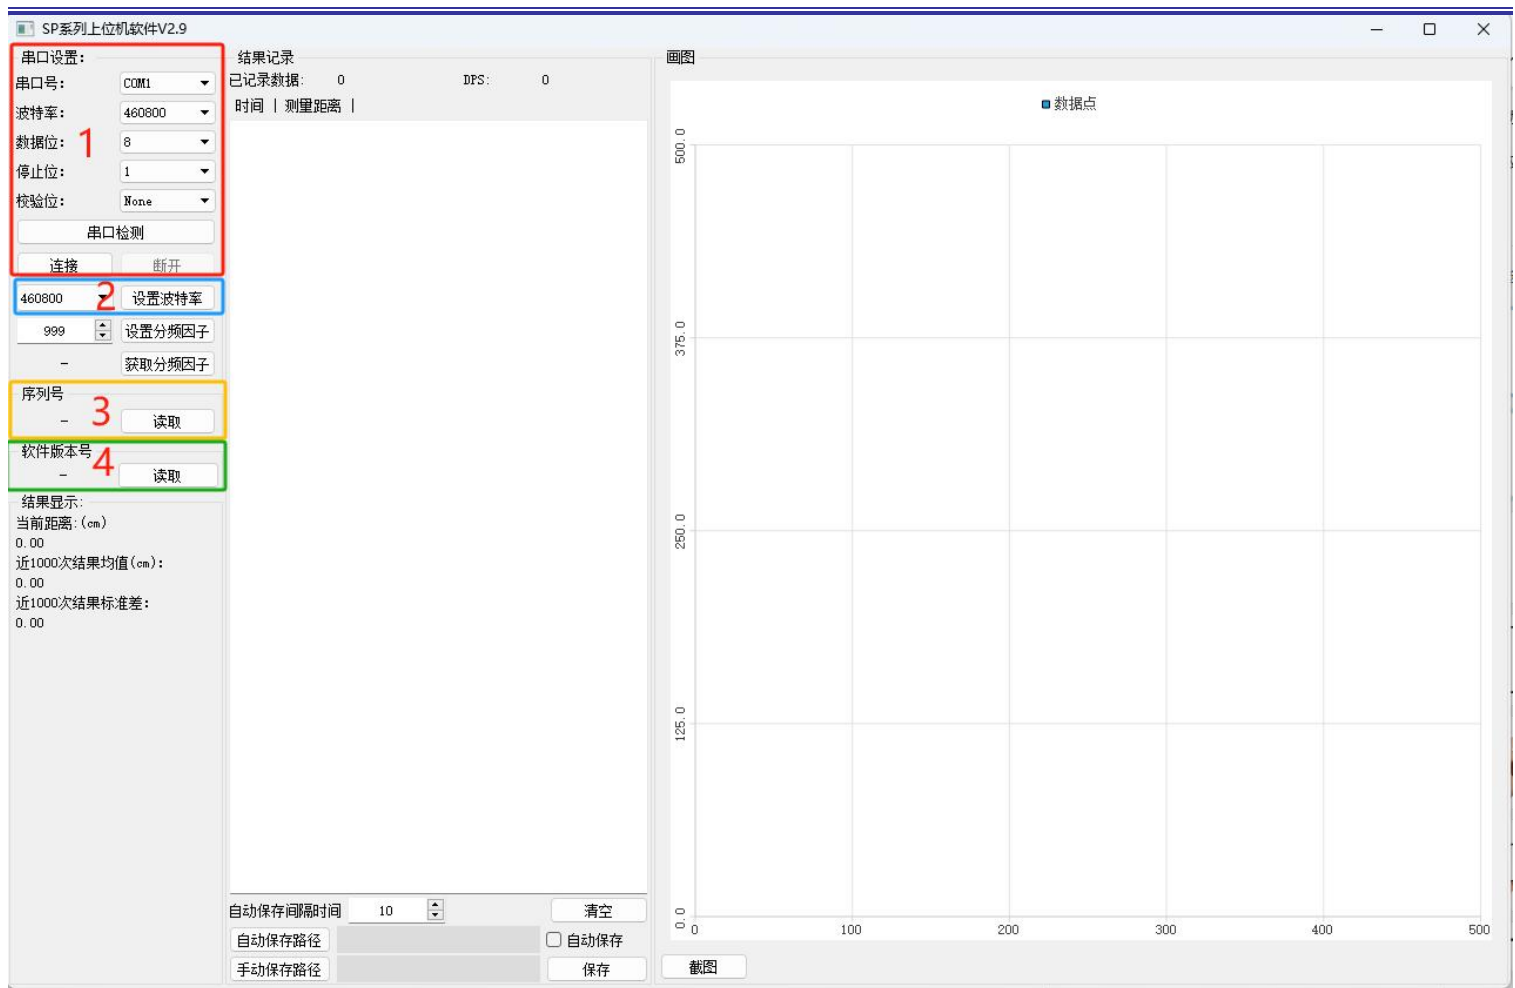 SP系列上位机软件V2.9
串口设置:
串口号: COM1
波特率: 460800
数据位: 8
停止位: 1
校验位: None
串口检测
连接 断开
1
460800 设置波特率
2
999 设置分频因子
- 获取分频因子
序列号
- 读取
3
软件版本号
- 读取
4
结果显示:
当前距离:(cm)
0.00
近1000次结果均值(cm):
0.00
近1000次结果标准差:
0.00
结果记录
已记录数据: 0 DPS: 0
时间 | 测量距离 |
自动保存间隔时间 10 清空
自动保存路径 自动保存
手动保存路径 保存
画图
数据点
500.0
375.0
250.0
125.0
0.0
0 100 200 300 400 500
截图